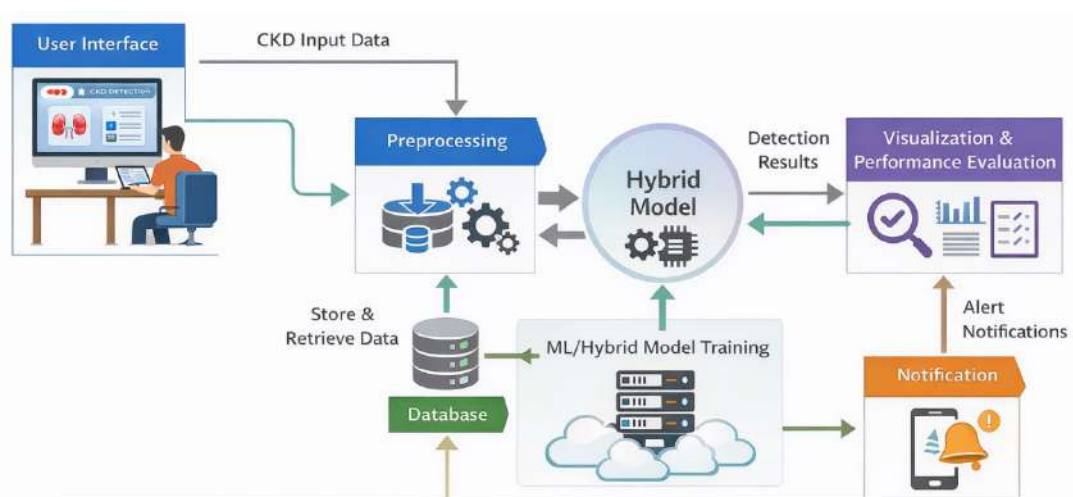 User Interface
CKD Input Data
CKD DETECTION
Preprocessing
Hybrid
Model
Detection
Results
Visualization &
Performance Evaluation
Store &
Retrieve Data
ML/Hybrid Model Training
Alert
Notifications
Database
Notification